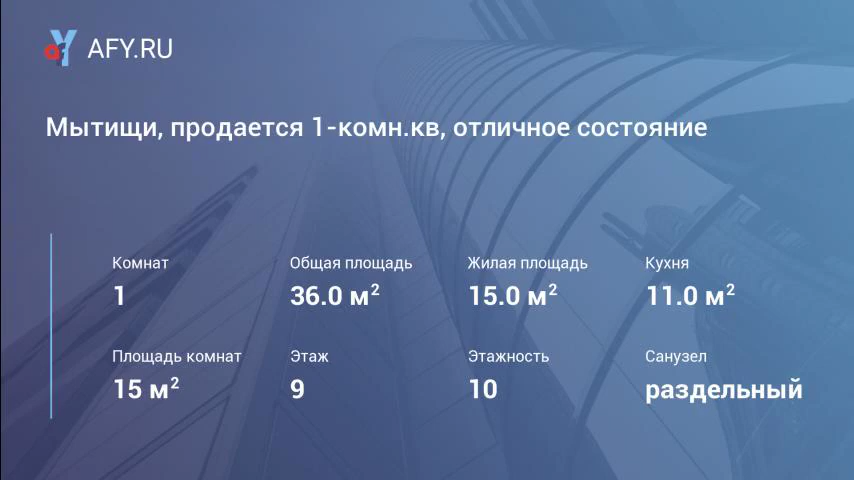 AFY.RU
Мытищи, продается 1-комн.кв, отличное состояние
Комнат
1
Общая площадь
36.0 м²
Жилая площадь
15.0 м²
Кухня
11.0 м²
Площадь комнат
15 м²
Этаж
9
Этажность
10
Санузел
раздельный